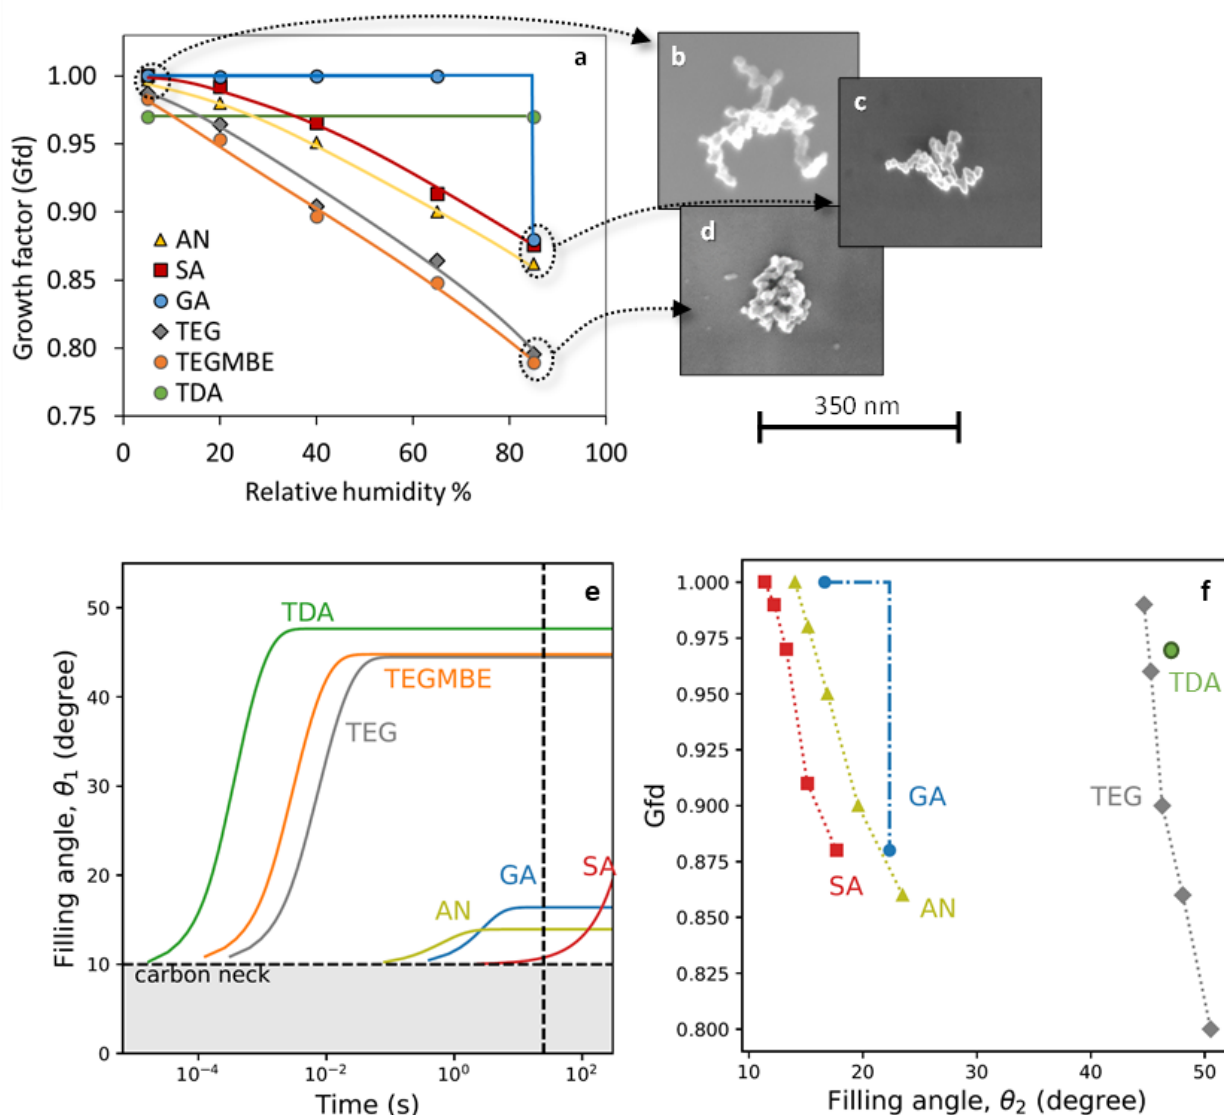 a
1.00
0.95
0.90
0.85
0.80
0.75
Growth factor (Gfd)
AN
SA
GA
TEG
TEGMBE
TDA
0 20 40 60 80 100
Relative humidity %
b
c
d
350 nm
e
50
40
30
20
10
0
Filling angle, θ₁ (degree)
TDA
TEGMBE
TEG
SA
GA
AN
carbon neck
10⁻⁴ 10⁻² 10⁰ 10²
Time (s)
f
1.000
0.975
0.950
0.925
0.900
0.875
0.850
0.825
0.800
Gfd
TDA
TEG
GA
SA
AN
10 20 30 40 50
Filling angle, θ₂ (degree)